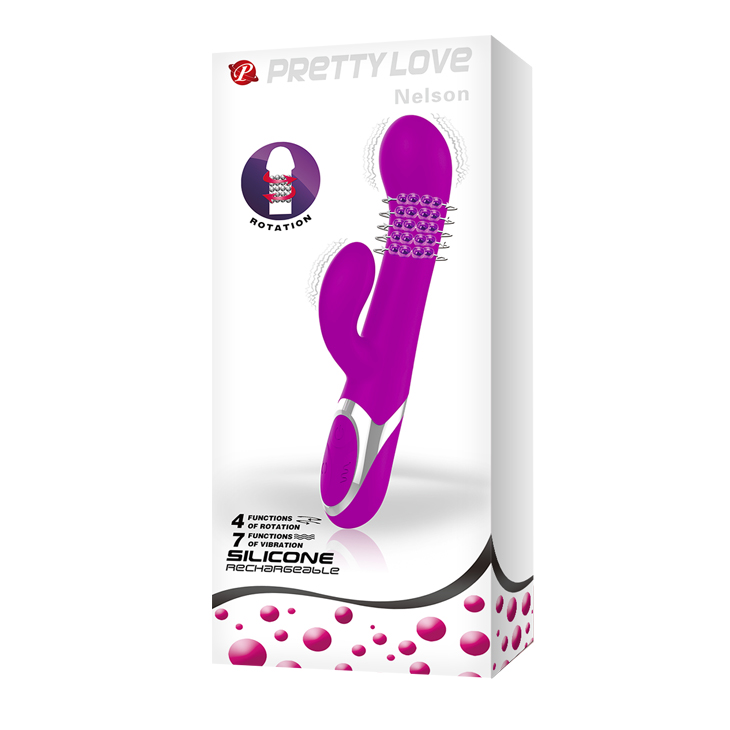 P PRETTY LOVE
Nelson
ROTATION
4 FUNCTIONS
OF ROTATION
7 FUNCTIONS
OF VIBRATION
SILICONE
RECHARGEABLE